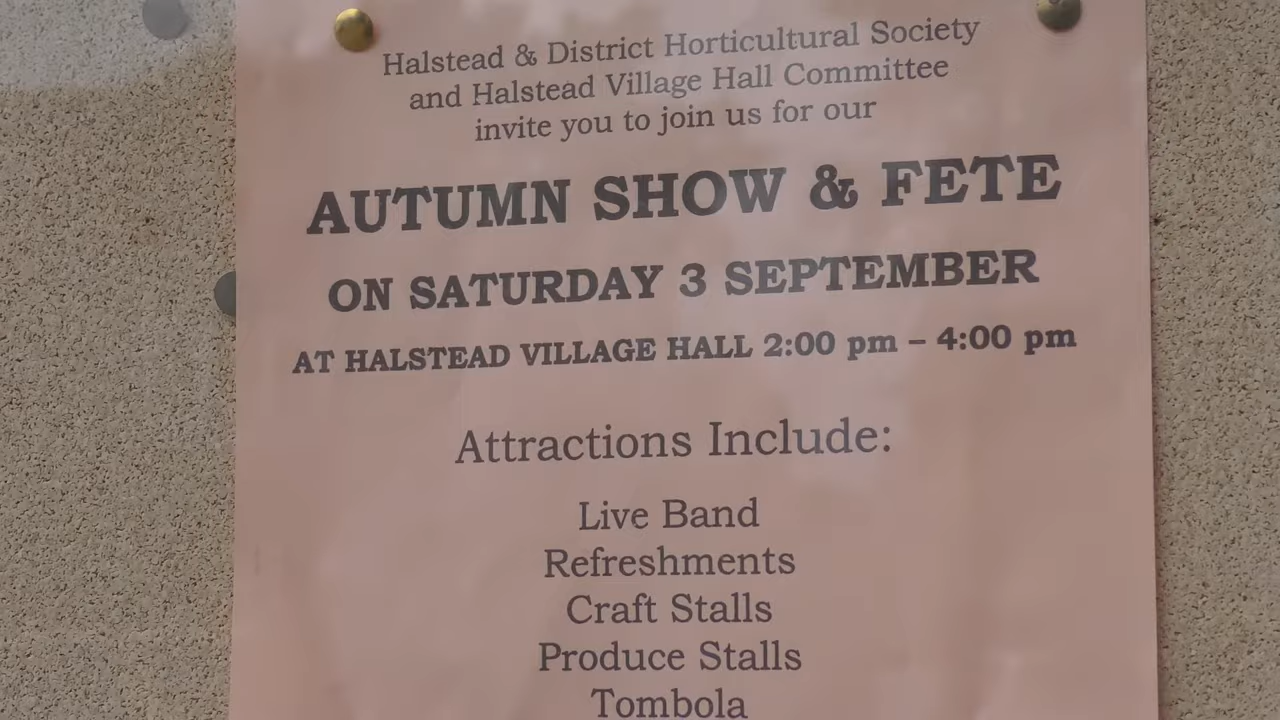 Halstead & District Horticultural Society
and Halstead Village Hall Committee
invite you to join us for our
AUTUMN SHOW & FETE
ON SATURDAY 3 SEPTEMBER
AT HALSTEAD VILLAGE HALL 2:00 pm – 4:00 pm
Attractions Include:
Live Band
Refreshments
Craft Stalls
Produce Stalls
Tombola